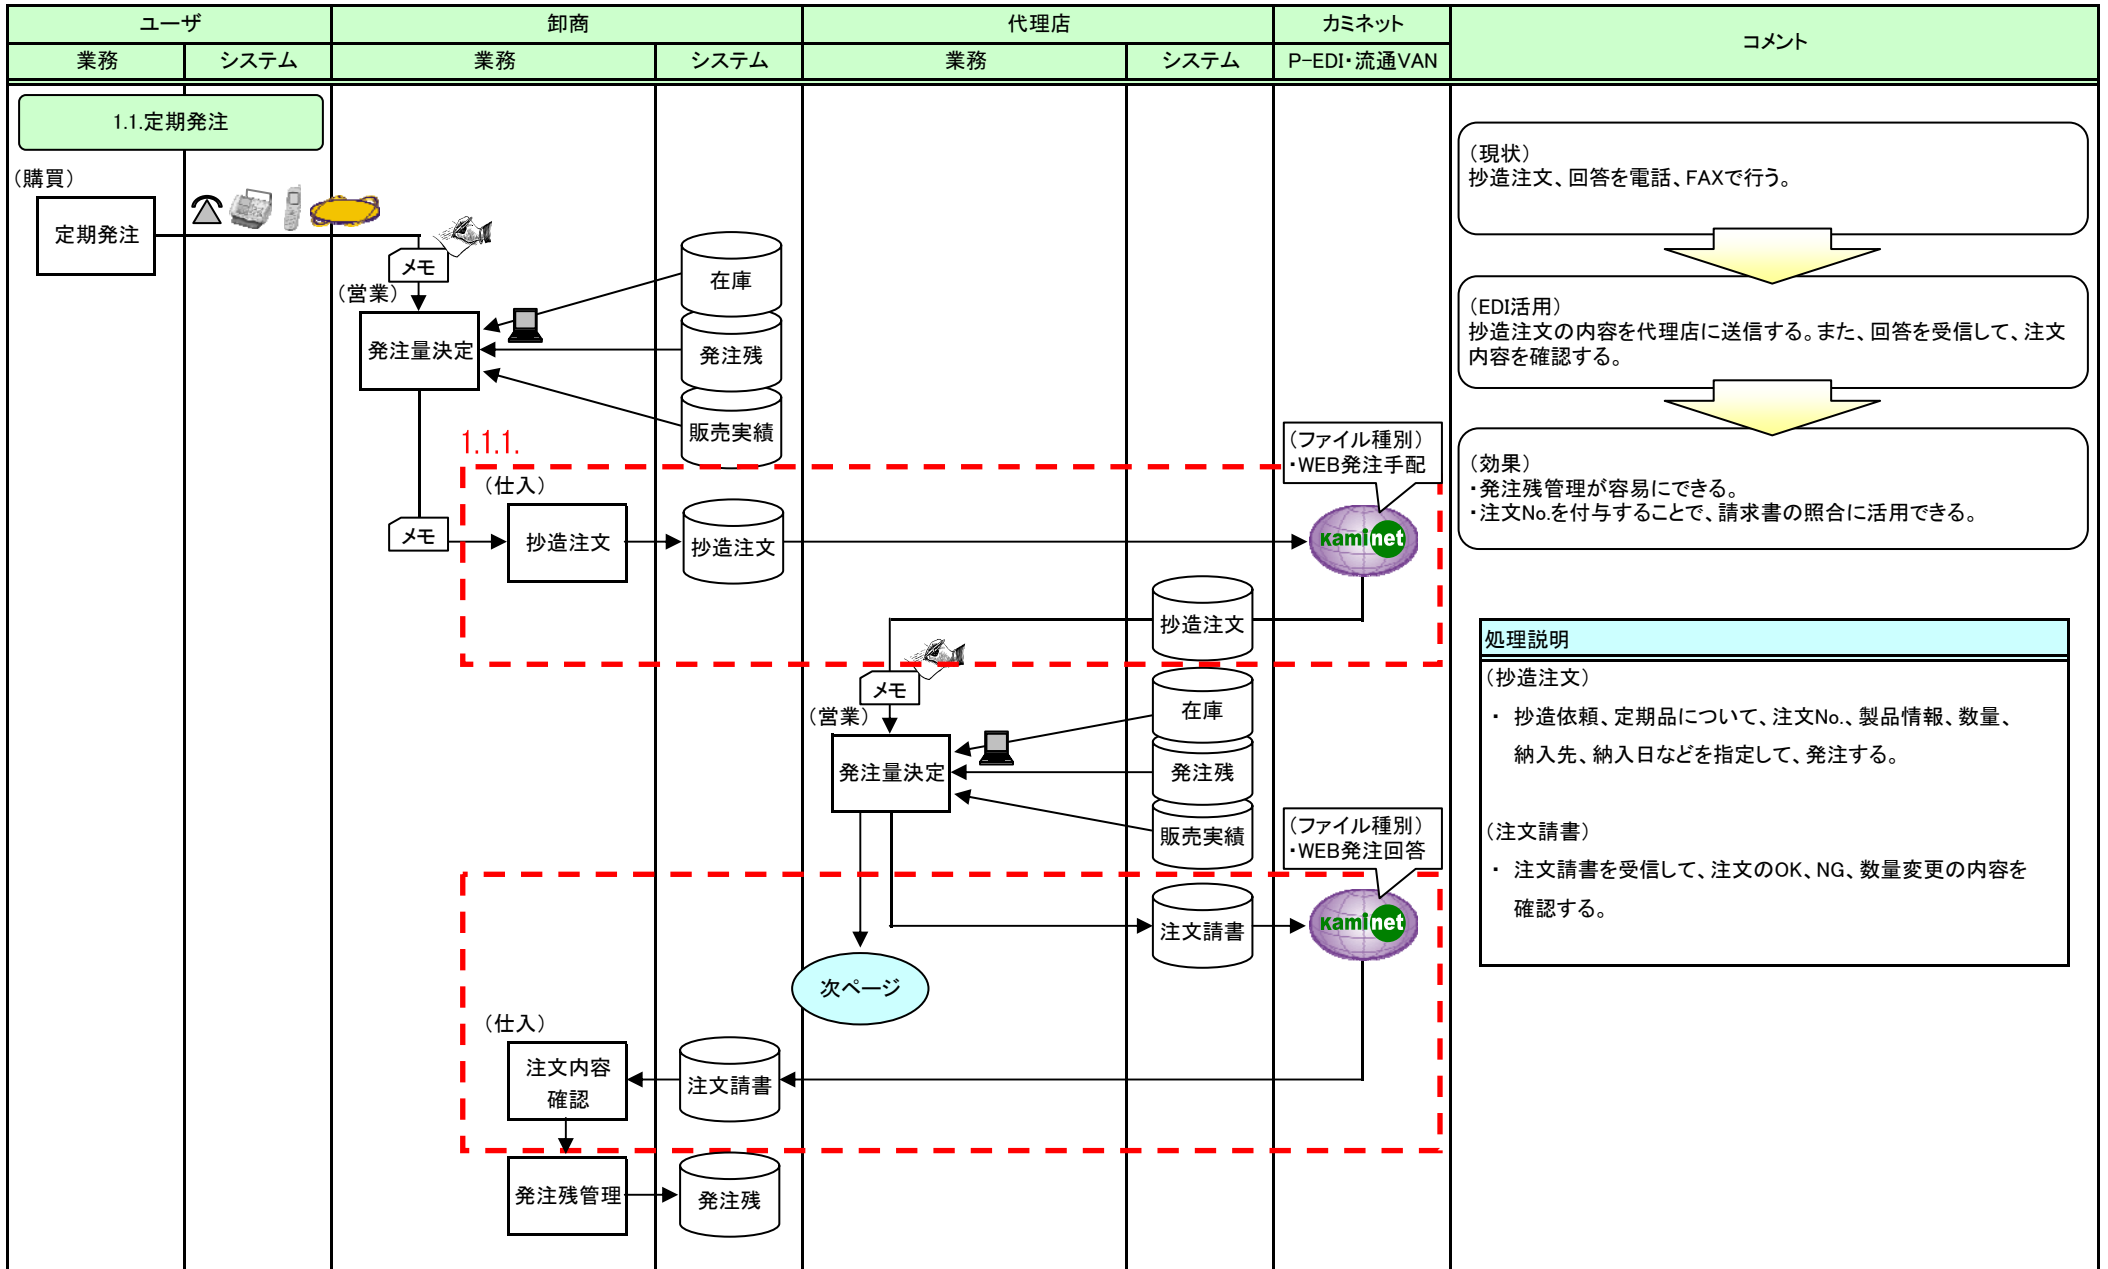 ユーザ
卸商
代理店
カミネット
コメント
業務
システム
業務
システム
業務
システム
P-EDI・流通VAN
1.1.定期発注
（購買）
定期発注
メモ
（営業）
発注量決定
在庫
発注残
販売実績
1.1.1.
（仕入）
メモ
抄造注文
抄造注文
（ファイル種別）
・WEB発注手配
kaminet
抄造注文
メモ
（営業）
発注量決定
在庫
発注残
販売実績
（ファイル種別）
・WEB発注回答
注文請書
kaminet
次ページ
（仕入）
注文内容
確認
注文請書
発注残管理
発注残
（現状）
抄造注文、回答を電話、FAXで行う。
（EDI活用）
抄造注文の内容を代理店に送信する。また、回答を受信して、注文
内容を確認する。
（効果）
・発注残管理が容易にできる。
・注文No.を付与することで、請求書の照合に活用できる。
処理説明
（抄造注文）
・ 抄造依頼、定期品について、注文No.、製品情報、数量、
納入先、納入日などを指定して、発注する。
（注文請書）
・ 注文請書を受信して、注文のOK、NG、数量変更の内容を
確認する。